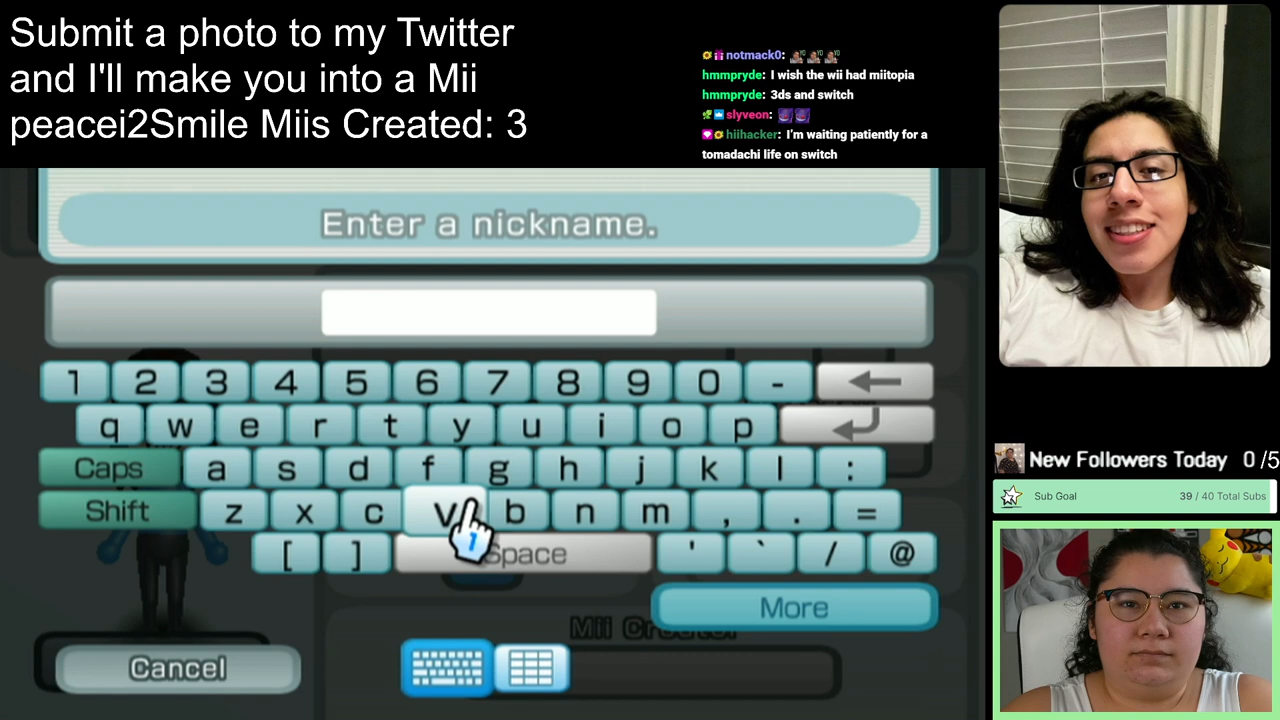 Submit a photo to my Twitter
and I'll make you into a Mii
peacei2Smile Miis Created: 3
notmack0:
hmmpryde: I wish the wii had miitopia
hmmpryde: 3ds and switch
slyveon:
hiihacker: I'm waiting patiently for a
tomadachi life on switch
Enter a nickname.
1 2 3 4 5 6 7 8 9 0 -
q w e r t y u i o p
Caps a s d f g h j k l :
Shift z x c v b n m , . =
[ ] Space ' ` / @
More
Mii Creator
Cancel
1
New Followers Today 0 /5
Sub Goal 39 / 40 Total Subs